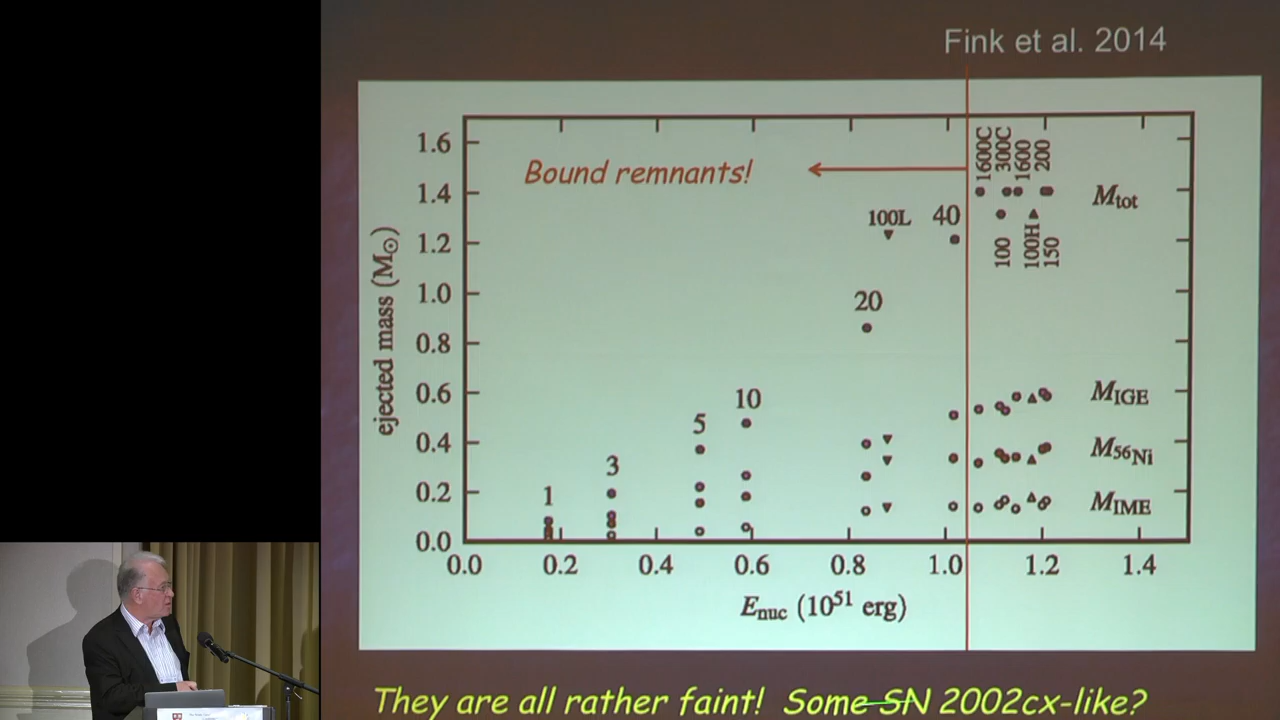 Fink et al. 2014
1.6
1.4
1.2
1.0
0.8
0.6
0.4
0.2
0.0
ejected mass (M☉)
Bound remnants!
1600C
300C
1600
200
M_tot
100L
40
100
100H
150
20
10
5
3
1
M_IGE
M_56Ni
M_IME
0.0 0.2 0.4 0.6 0.8 1.0 1.2 1.4
E_nuc (10^51 erg)
They are all rather faint! Some SN 2002cx-like?